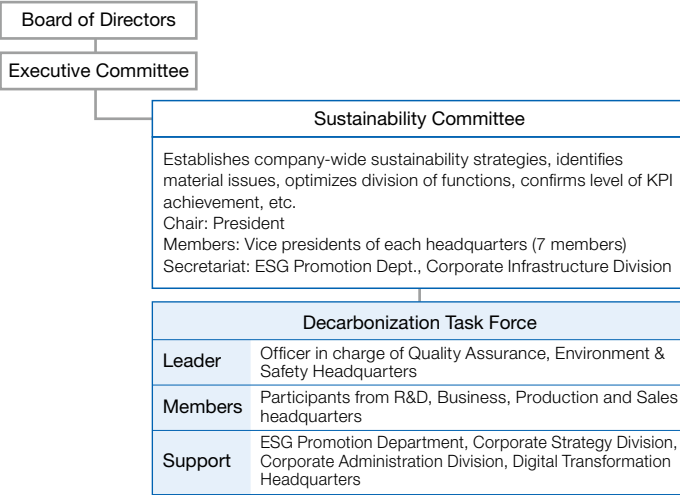 Board of Directors
Executive Committee
Sustainability Committee
Establishes company-wide sustainability strategies, identifies
material issues, optimizes division of functions, confirms level of KPI
achievement, etc.
Chair: President
Members: Vice presidents of each headquarters (7 members)
Secretariat: ESG Promotion Dept., Corporate Infrastructure Division
Decarbonization Task Force
Leader
Officer in charge of Quality Assurance, Environment &
Safety Headquarters
Members
Participants from R&D, Business, Production and Sales
headquarters
Support
ESG Promotion Department, Corporate Strategy Division,
Corporate Administration Division, Digital Transformation
Headquarters